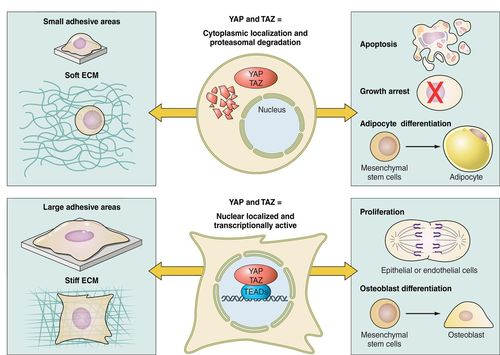 Small adhesive areas
Soft ECM
YAP and TAZ =
Cytoplasmic localization and
proteasomal degradation
YAP
TAZ
Nucleus
Apoptosis
Growth arrest
Adipocyte differentiation
Mesenchymal
stem cells
Adipocyte
Large adhesive areas
Stiff ECM
YAP and TAZ =
Nuclear localized and
transcriptionally active
YAP
TAZ
TEADs
Proliferation
Epithelial or endothelial cells
Osteoblast differentiation
Mesenchymal
stem cells
Osteoblast